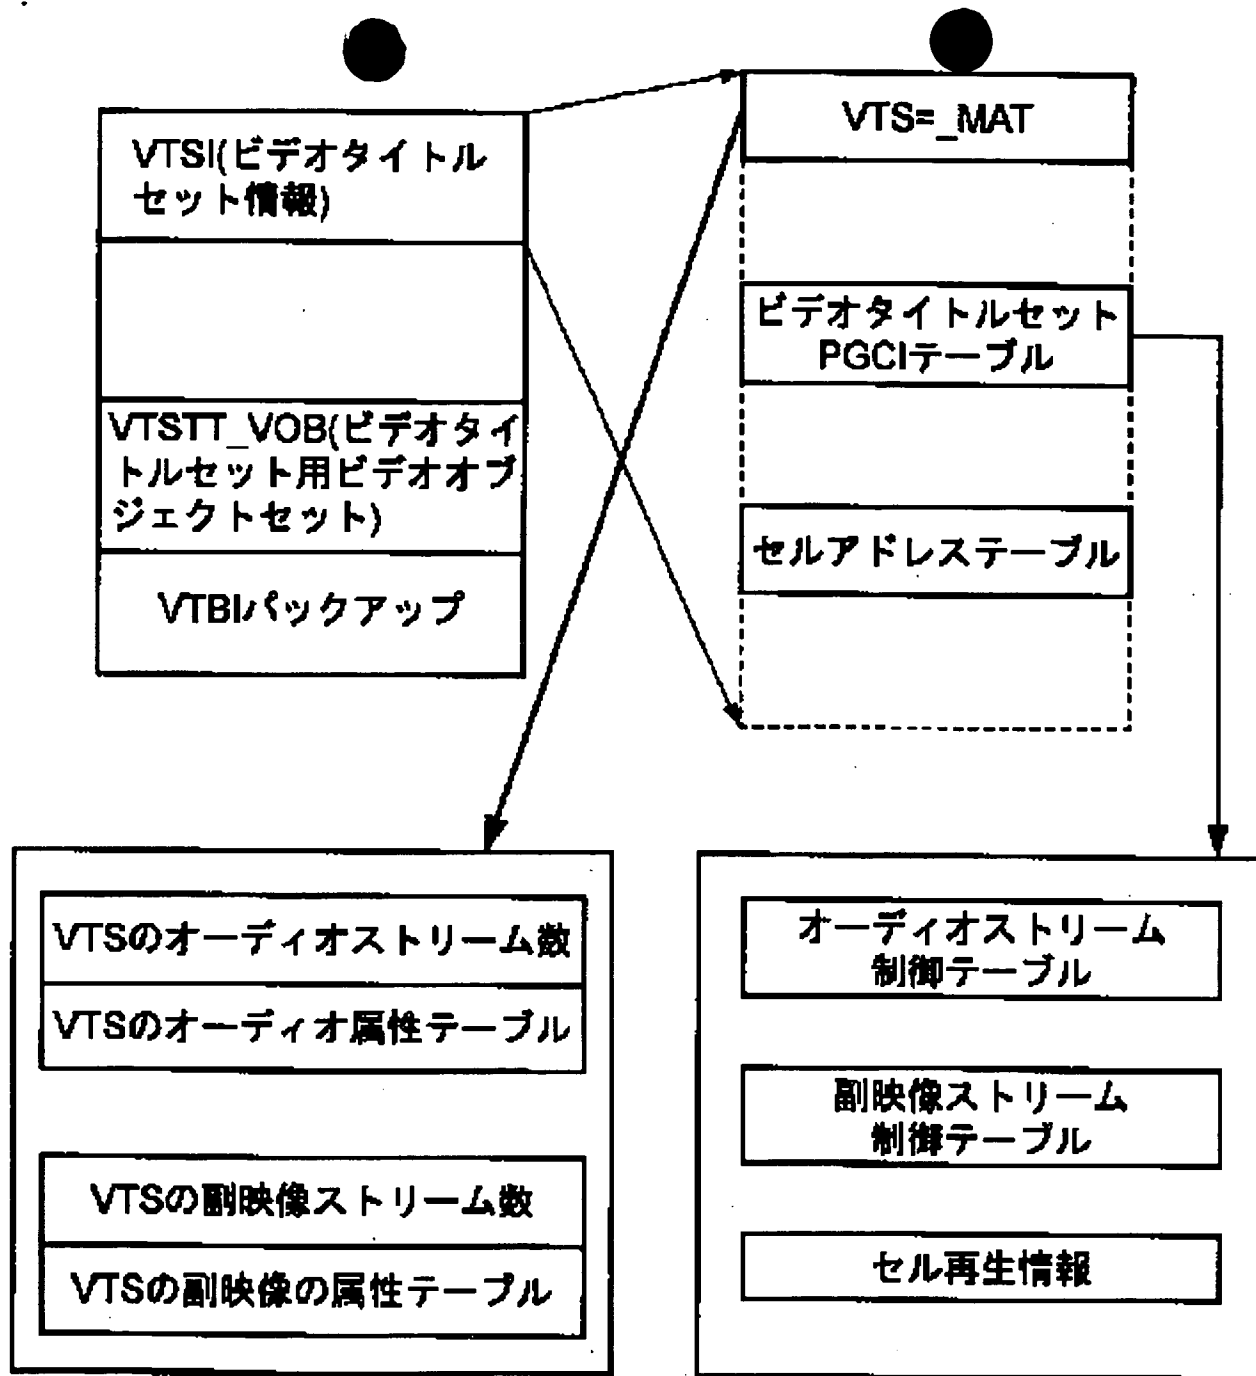 VTSI(ビデオタイトル
セット情報)
VTSTT_VOB(ビデオタイ
トルセット用ビデオオブ
ジェクトセット)
VTBIバックアップ
VTS=_MAT
ビデオタイトルセット
PGCIテーブル
セルアドレステーブル
VTSのオーディオストリーム数
VTSのオーディオ属性テーブル
VTSの副映像ストリーム数
VTSの副映像の属性テーブル
オーディオストリーム
制御テーブル
副映像ストリーム
制御テーブル
セル再生情報